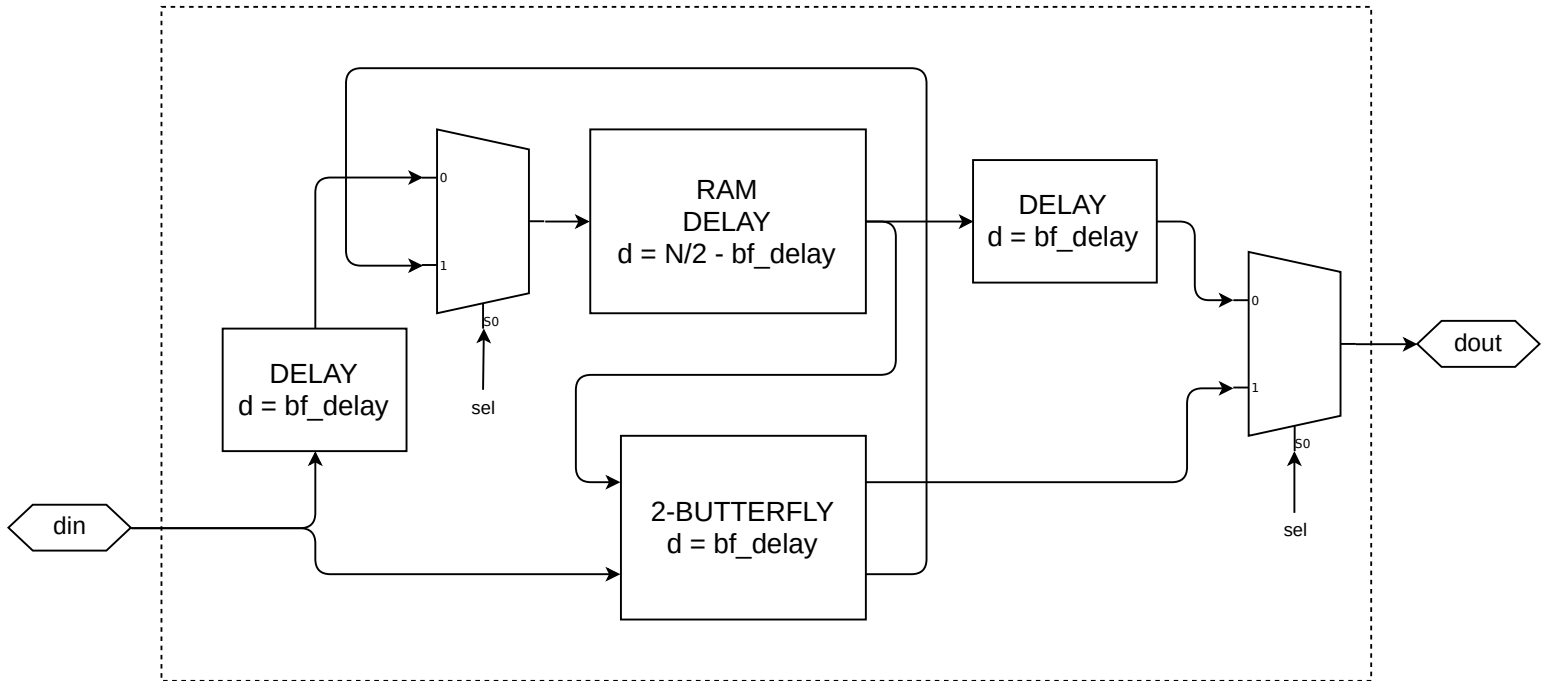 RAM
DELAY
d = N/2 - bf_delay
DELAY
d = bf_delay
0
1
S0
sel
DELAY
d = bf_delay
0
1
S0
sel
dout
2-BUTTERFLY
d = bf_delay
din